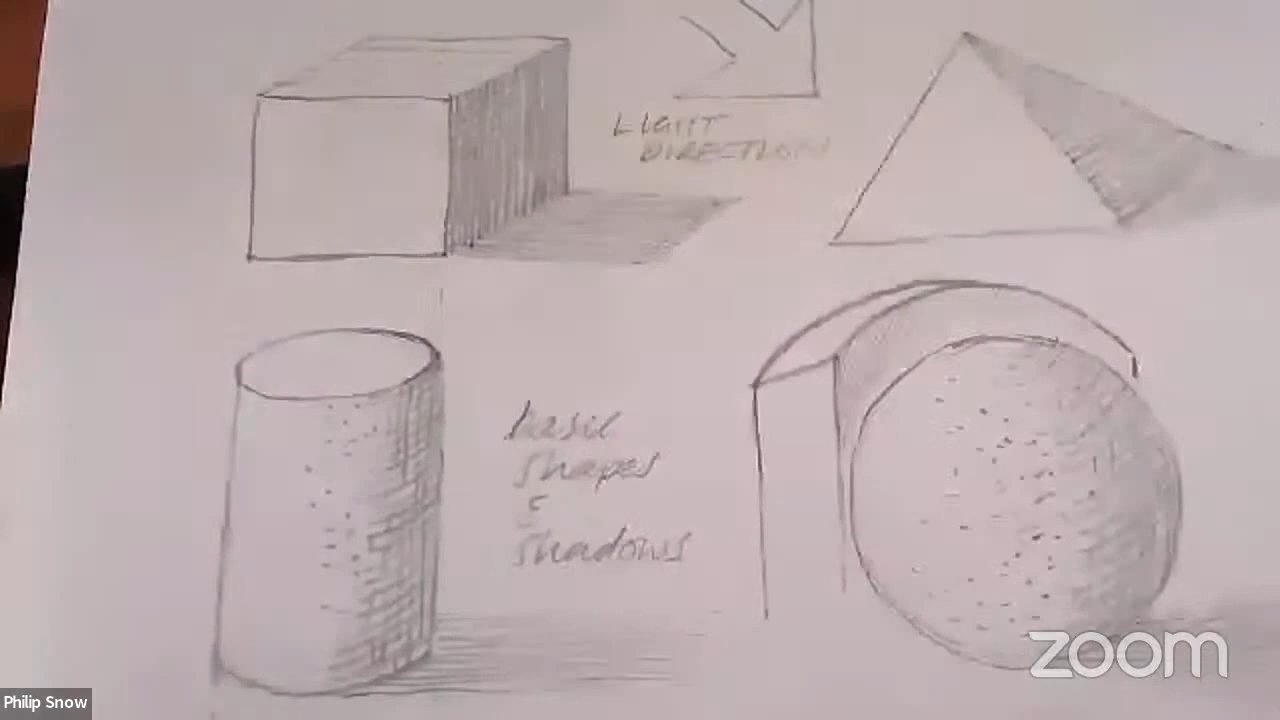 LIGHT
DIRECTION
basic
shapes
&
shadows
zoom
Philip Snow